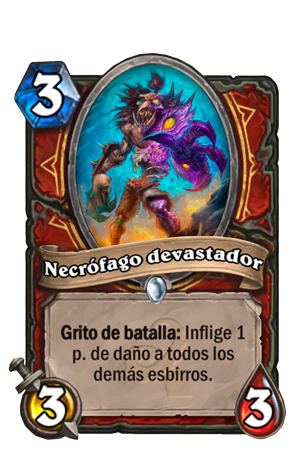 3
Necrófago devastador
Grito de batalla: Inflige 1
p. de daño a todos los
demás esbirros.
3
3